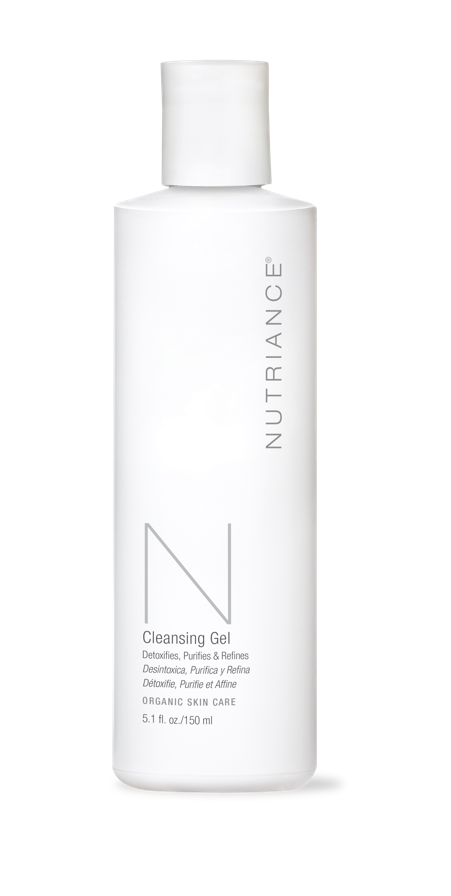 NUTRIANCE®
N
Cleansing Gel
Detoxifies, Purifies & Refines
Desintoxica, Purifica y Refina
Détoxifie, Purifie et Affine
ORGANIC SKIN CARE
5.1 fl. oz./150 ml